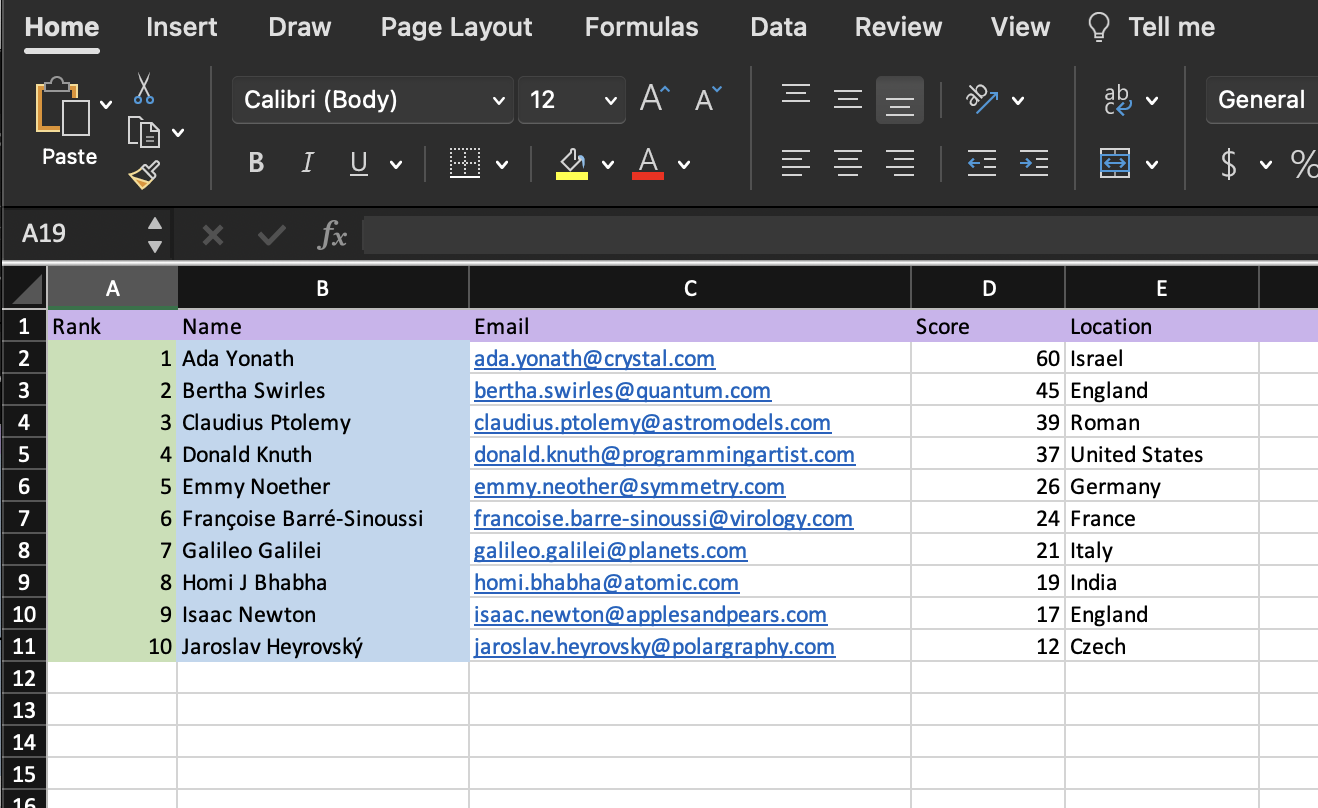 Home Insert Draw Page Layout Formulas Data Review View Tell me
Calibri (Body) 12 A A ab General
Paste B I U A ab c $ %
A19 fx
A B C D E
1 Rank Name Email Score Location
2 1 Ada Yonath ada.yonath@crystal.com 60 Israel
3 2 Bertha Swirles bertha.swirles@quantum.com 45 England
4 3 Claudius Ptolemy claudius.ptolemy@astromodels.com 39 Roman
5 4 Donald Knuth donald.knuth@programmingartist.com 37 United States
6 5 Emmy Noether emmy.neother@symmetry.com 26 Germany
7 6 Françoise Barré-Sinoussi francoise.barre-sinoussi@virology.com 24 France
8 7 Galileo Galilei galileo.galilei@planets.com 21 Italy
9 8 Homi J Bhabha homi.bhabha@atomic.com 19 India
10 9 Isaac Newton isaac.newton@applesandpears.com 17 England
11 10 Jaroslav Heyrovský jaroslav.heyrovsky@polargraphy.com 12 Czech
12
13
14
15
16